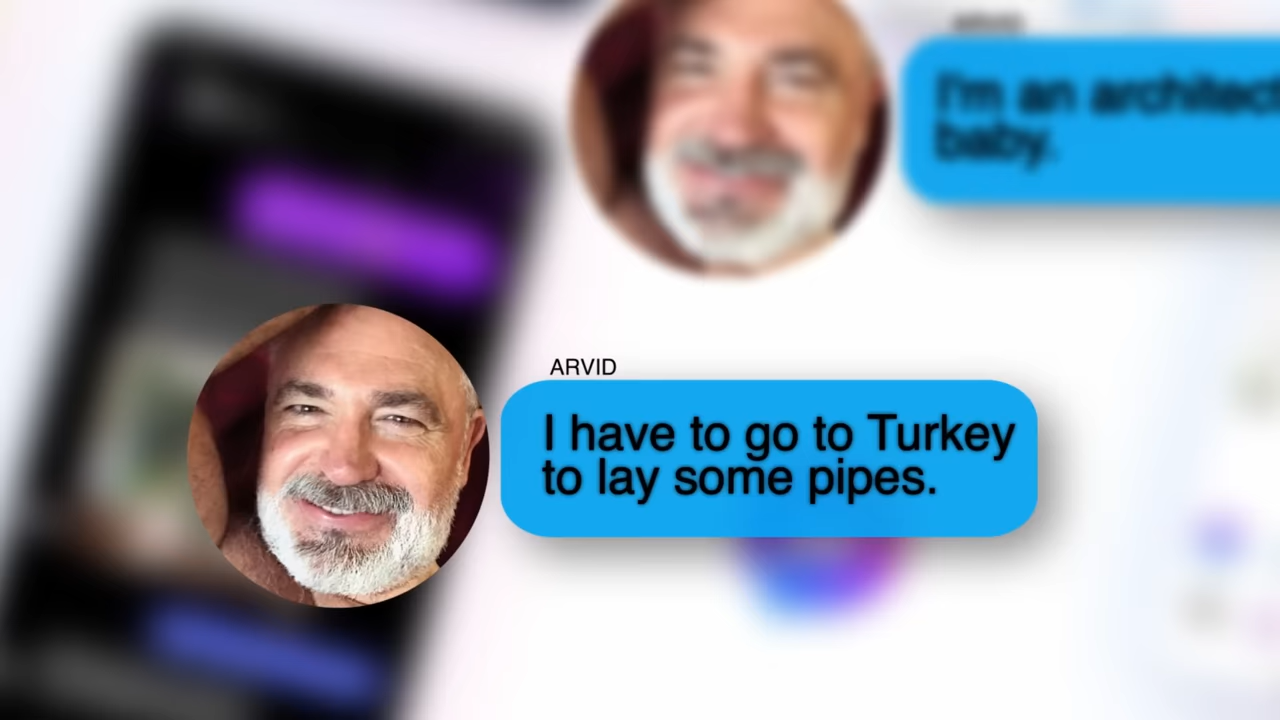 I'm an architect
baby.
ARVID
I have to go to Turkey
to lay some pipes.